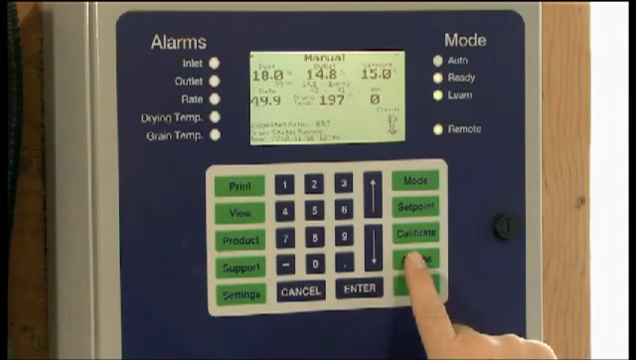 Alarms
Inlet
Outlet
Rate
Drying Temp.
Grain Temp.
Manual
Inlet Outlet Setpoint
18.0 14.8 15.0
Rate
49.9 197 0
Mode
Auto
Ready
Learn
Remote
Print 1 2 3 Mode
View 4 5 6 Setpoint
Product 7 8 9 Calibrate
Support – 0 .
Settings CANCEL ENTER